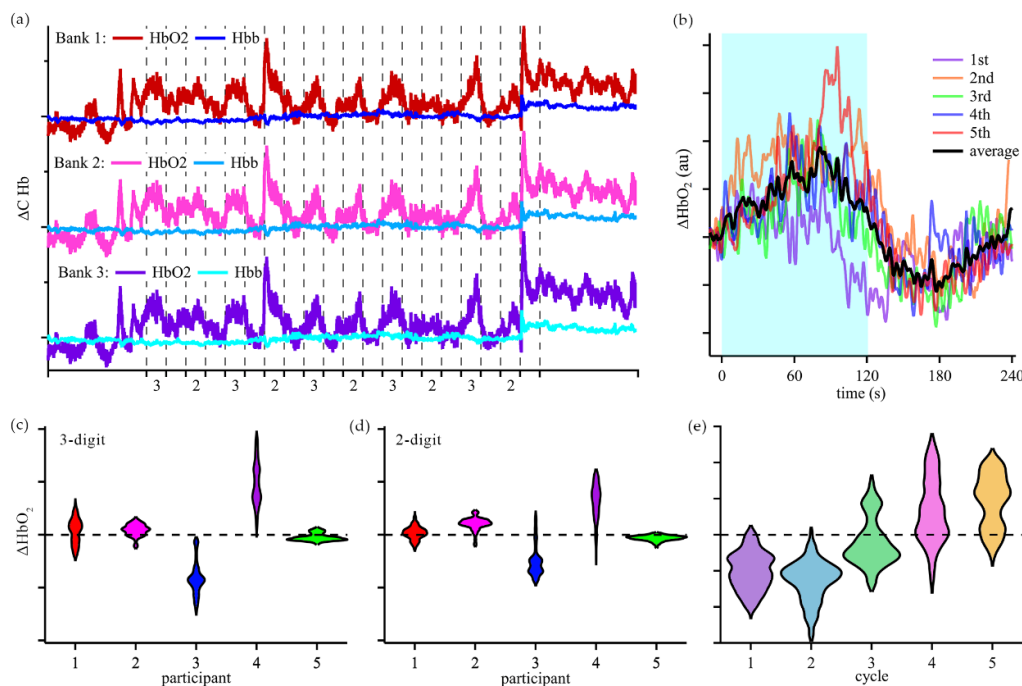 (a)
Bank 1: HbO2 Hbb
Bank 2: HbO2 Hbb
Bank 3: HbO2 Hbb
ΔC Hb
3 2 3 2 3 2 3 2 3 2
(b)
1st
2nd
3rd
4th
5th
average
ΔHbO₂ (au)
0 60 120 180 240
time (s)
(c)
3-digit
ΔHbO₂
1 2 3 4 5
participant
(d)
2-digit
1 2 3 4 5
participant
(e)
1 2 3 4 5
cycle